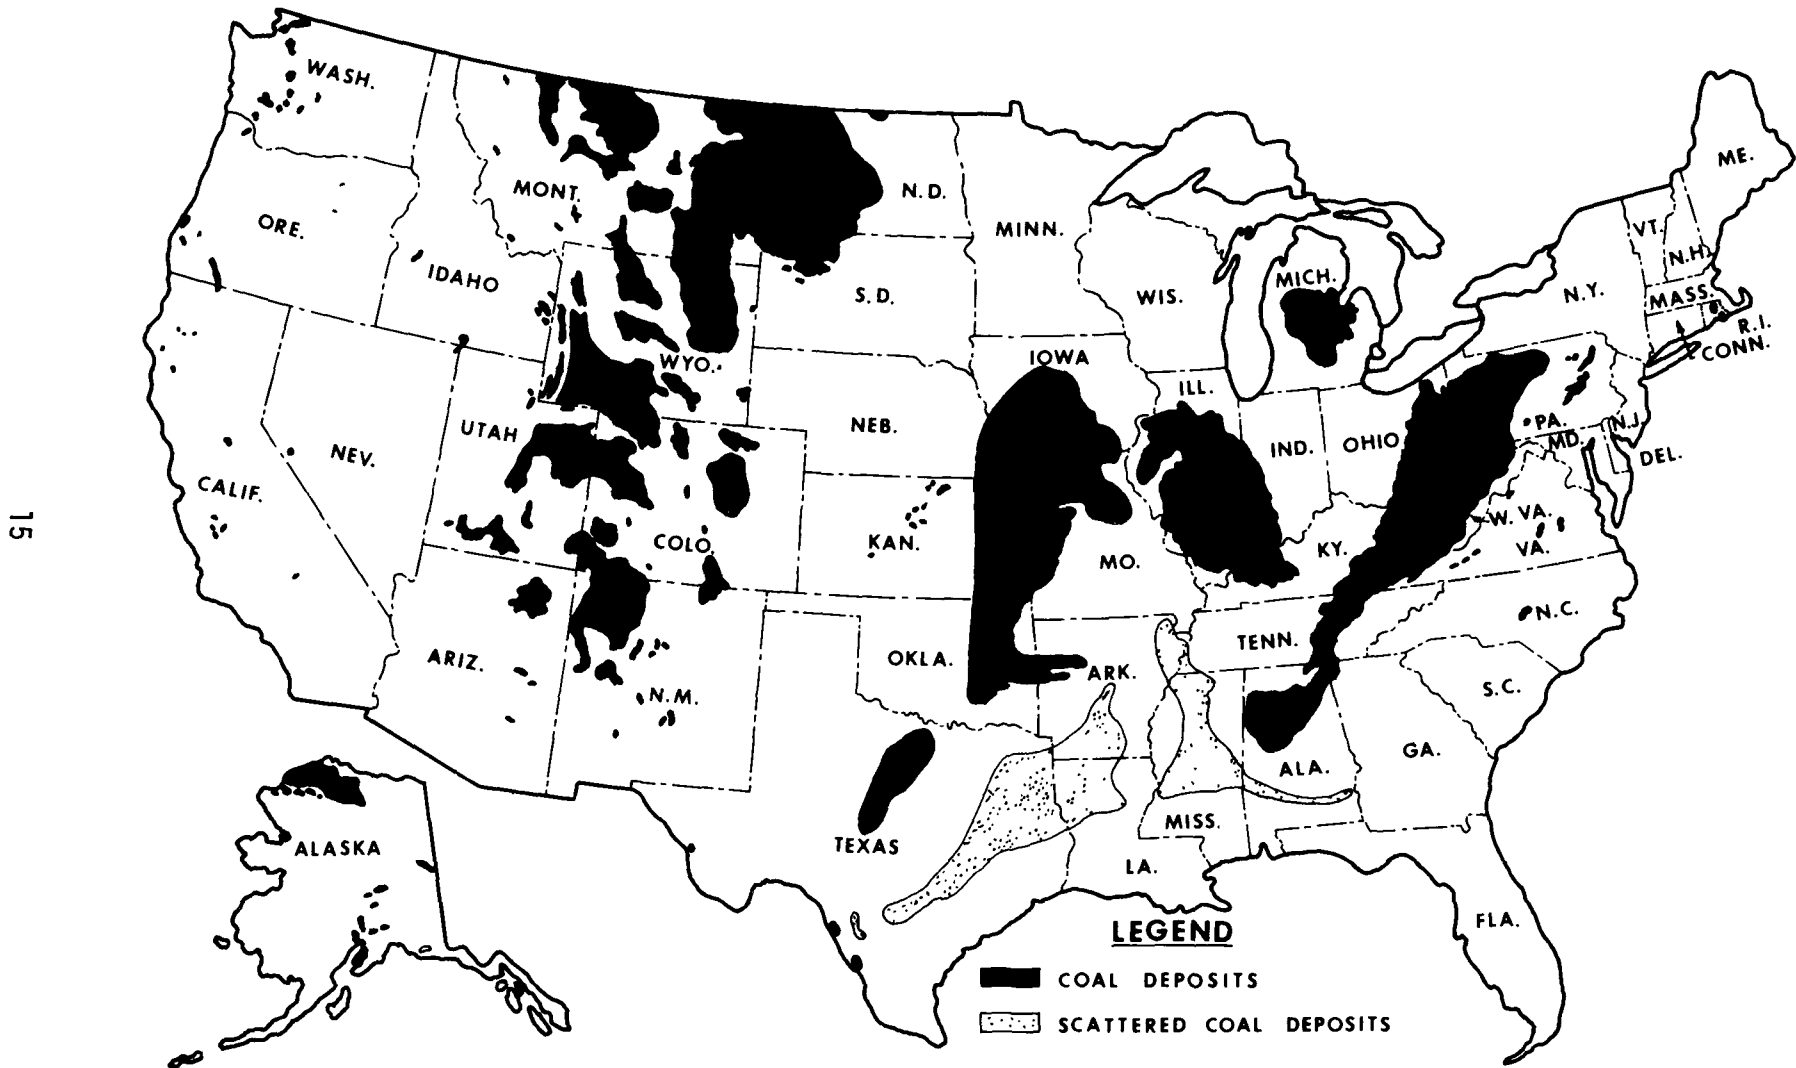 WASH.
ME.
MONT.
N.D.
ORE.
MINN.
VT.
N.H.
IDAHO
MICH.
S.D.
WIS.
N.Y.
MASS.
R.I.
CONN.
WYO.
IOWA
ILL.
UTAH
NEB.
PA.
N.J.
NEV.
IND.
OHIO
MD.
DEL.
CALIF.
W. VA.
15
COLO.
KAN.
MO.
KY.
VA.
N.C.
TENN.
ARIZ.
OKLA.
ARK.
N.M.
S.C.
GA.
ALA.
MISS.
ALASKA
TEXAS
LA.
FLA.
LEGEND
COAL DEPOSITS
SCATTERED COAL DEPOSITS